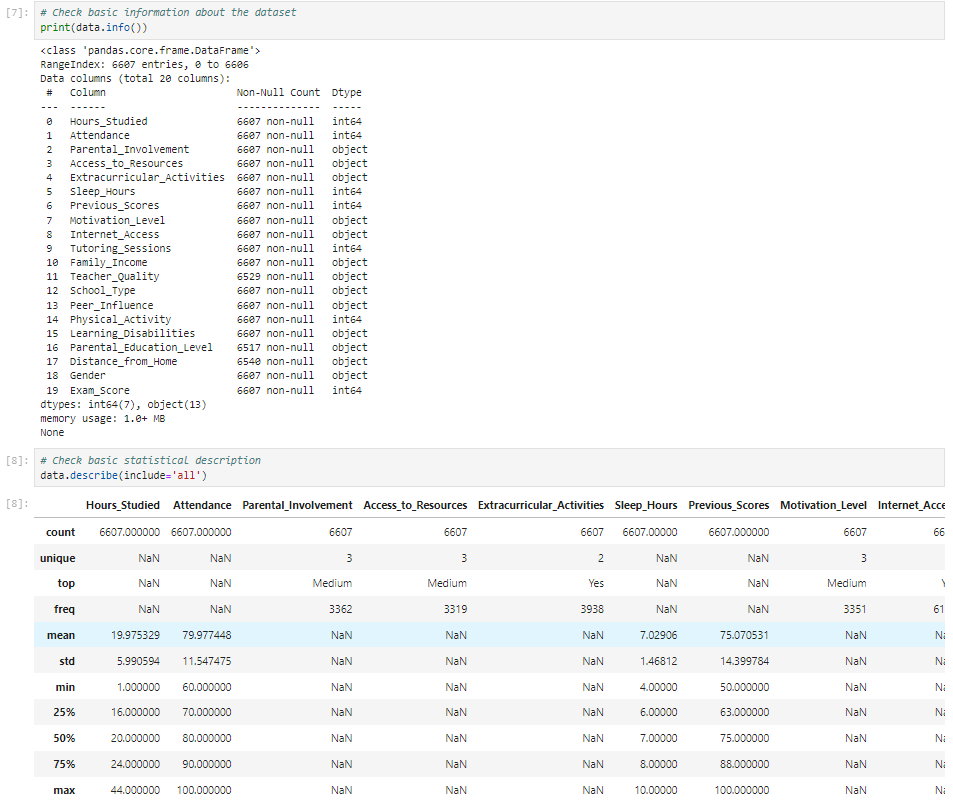 [7]: # Check basic information about the dataset
print(data.info())
<class 'pandas.core.frame.DataFrame'>
RangeIndex: 6607 entries, 0 to 6606
Data columns (total 20 columns):
 #   Column                      Non-Null Count  Dtype
---  ------                      --------------  -----
 0   Hours_Studied               6607 non-null   int64
 1   Attendance                  6607 non-null   int64
 2   Parental_Involvement        6607 non-null   object
 3   Access_to_Resources         6607 non-null   object
 4   Extracurricular_Activities  6607 non-null   object
 5   Sleep_Hours                 6607 non-null   int64
 6   Previous_Scores             6607 non-null   int64
 7   Motivation_Level            6607 non-null   object
 8   Internet_Access             6607 non-null   object
 9   Tutoring_Sessions           6607 non-null   int64
 10  Family_Income               6607 non-null   object
 11  Teacher_Quality             6529 non-null   object
 12  School_Type                 6607 non-null   object
 13  Peer_Influence              6607 non-null   object
 14  Physical_Activity           6607 non-null   int64
 15  Learning_Disabilities       6607 non-null   object
 16  Parental_Education_Level    6517 non-null   object
 17  Distance_from_Home          6540 non-null   object
 18  Gender                      6607 non-null   object
 19  Exam_Score                  6607 non-null   int64
dtypes: int64(7), object(13)
memory usage: 1.0+ MB
None
[8]: # Check basic statistical description
data.describe(include='all')
[8]: Hours_Studied Attendance Parental_Involvement Access_to_Resources Extracurricular_Activities Sleep_Hours Previous_Scores Motivation_Level Internet_Acce
count 6607.000000 6607.000000 6607 6607 6607 6607.00000 6607.000000 6607 66
unique NaN NaN 3 3 2 NaN NaN 3
top NaN NaN Medium Medium Yes NaN NaN Medium Y
freq NaN NaN 3362 3319 3938 NaN NaN 3351 61
mean 19.975329 79.977448 NaN NaN NaN 7.02906 75.070531 NaN Na
std 5.990594 11.547475 NaN NaN NaN 1.46812 14.399784 NaN Na
min 1.000000 60.000000 NaN NaN NaN 4.00000 50.000000 NaN Na
25% 16.000000 70.000000 NaN NaN NaN 6.00000 63.000000 NaN Na
50% 20.000000 80.000000 NaN NaN NaN 7.00000 75.000000 NaN Na
75% 24.000000 90.000000 NaN NaN NaN 8.00000 88.000000 NaN Na
max 44.000000 100.000000 NaN NaN NaN 10.00000 100.000000 NaN Na